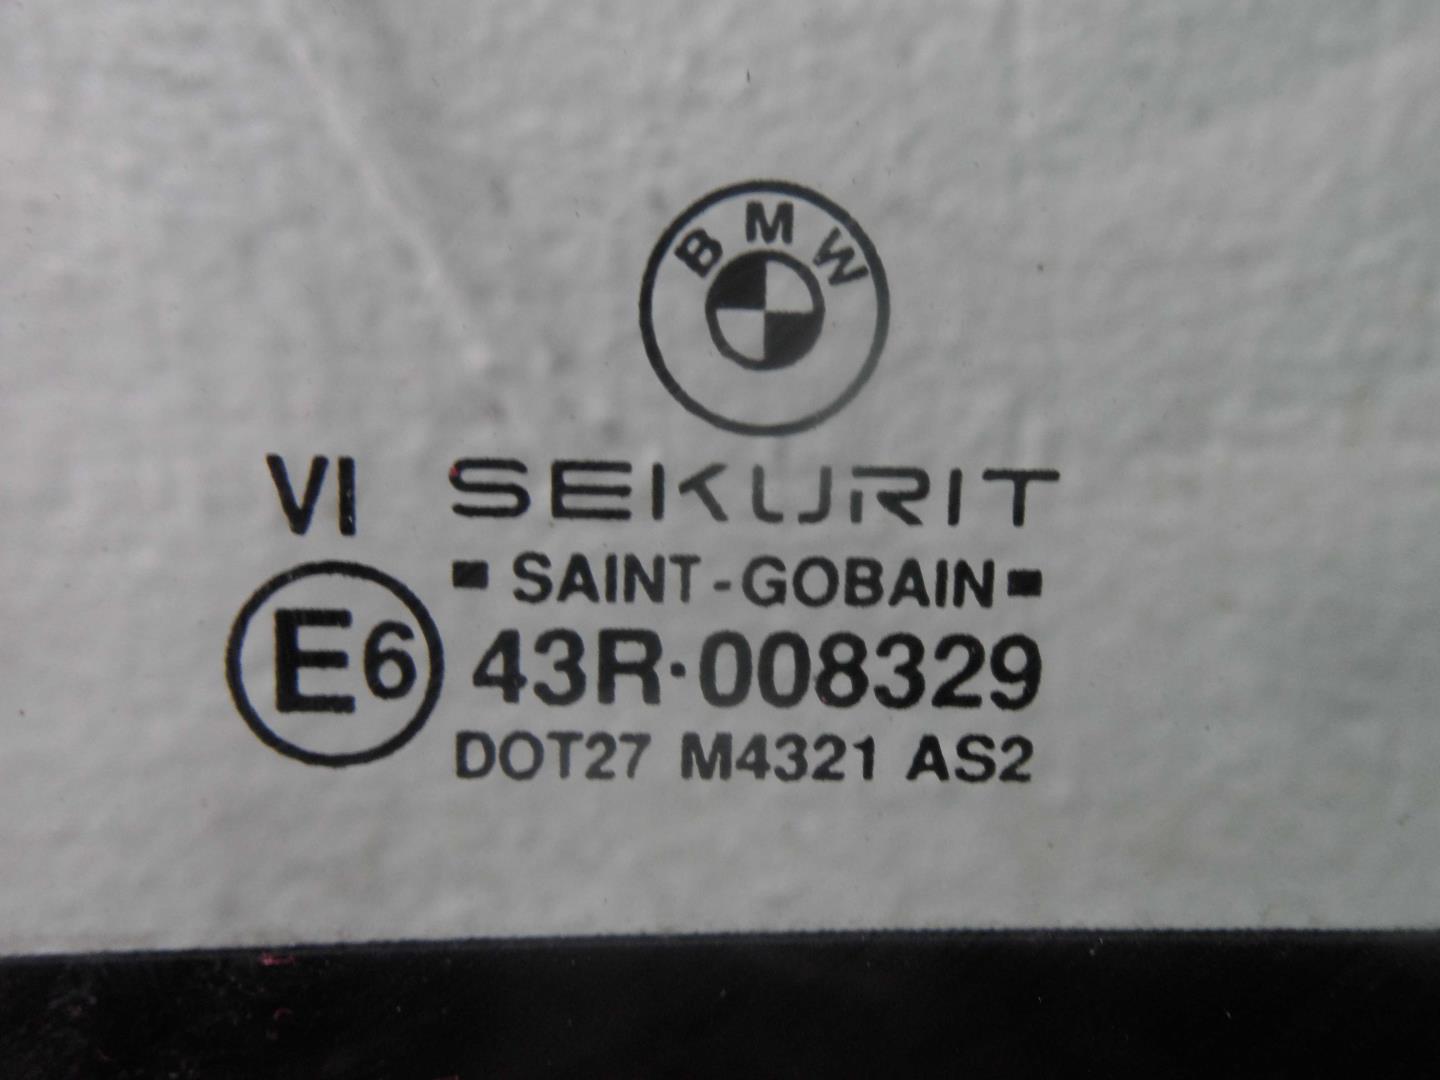 BMW
VI SEKURIT
SAINT-GOBAIN
E6 43R·008329
DOT27 M4321 AS2